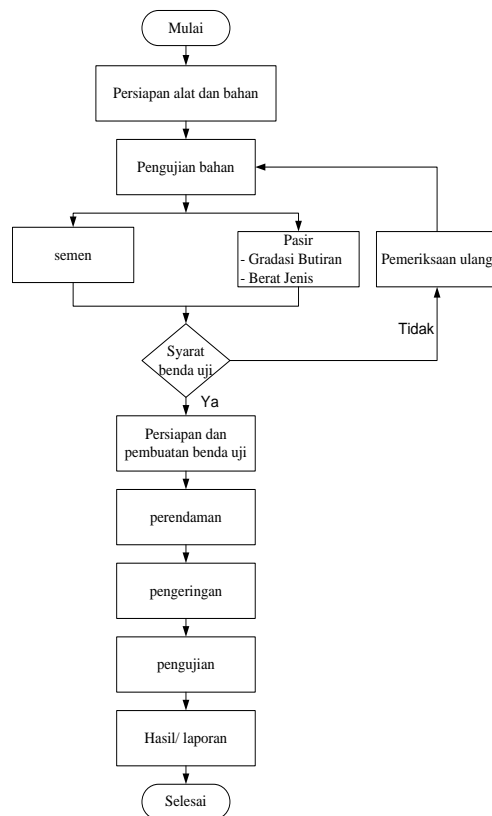 Mulai
Persiapan alat dan bahan
Pengujian bahan
semen
Pasir
- Gradasi Butiran
- Berat Jenis
Pemeriksaan ulang
Tidak
Syarat
benda uji
Ya
Persiapan dan
pembuatan benda uji
perendaman
pengeringan
pengujian
Hasil/ laporan
Selesai